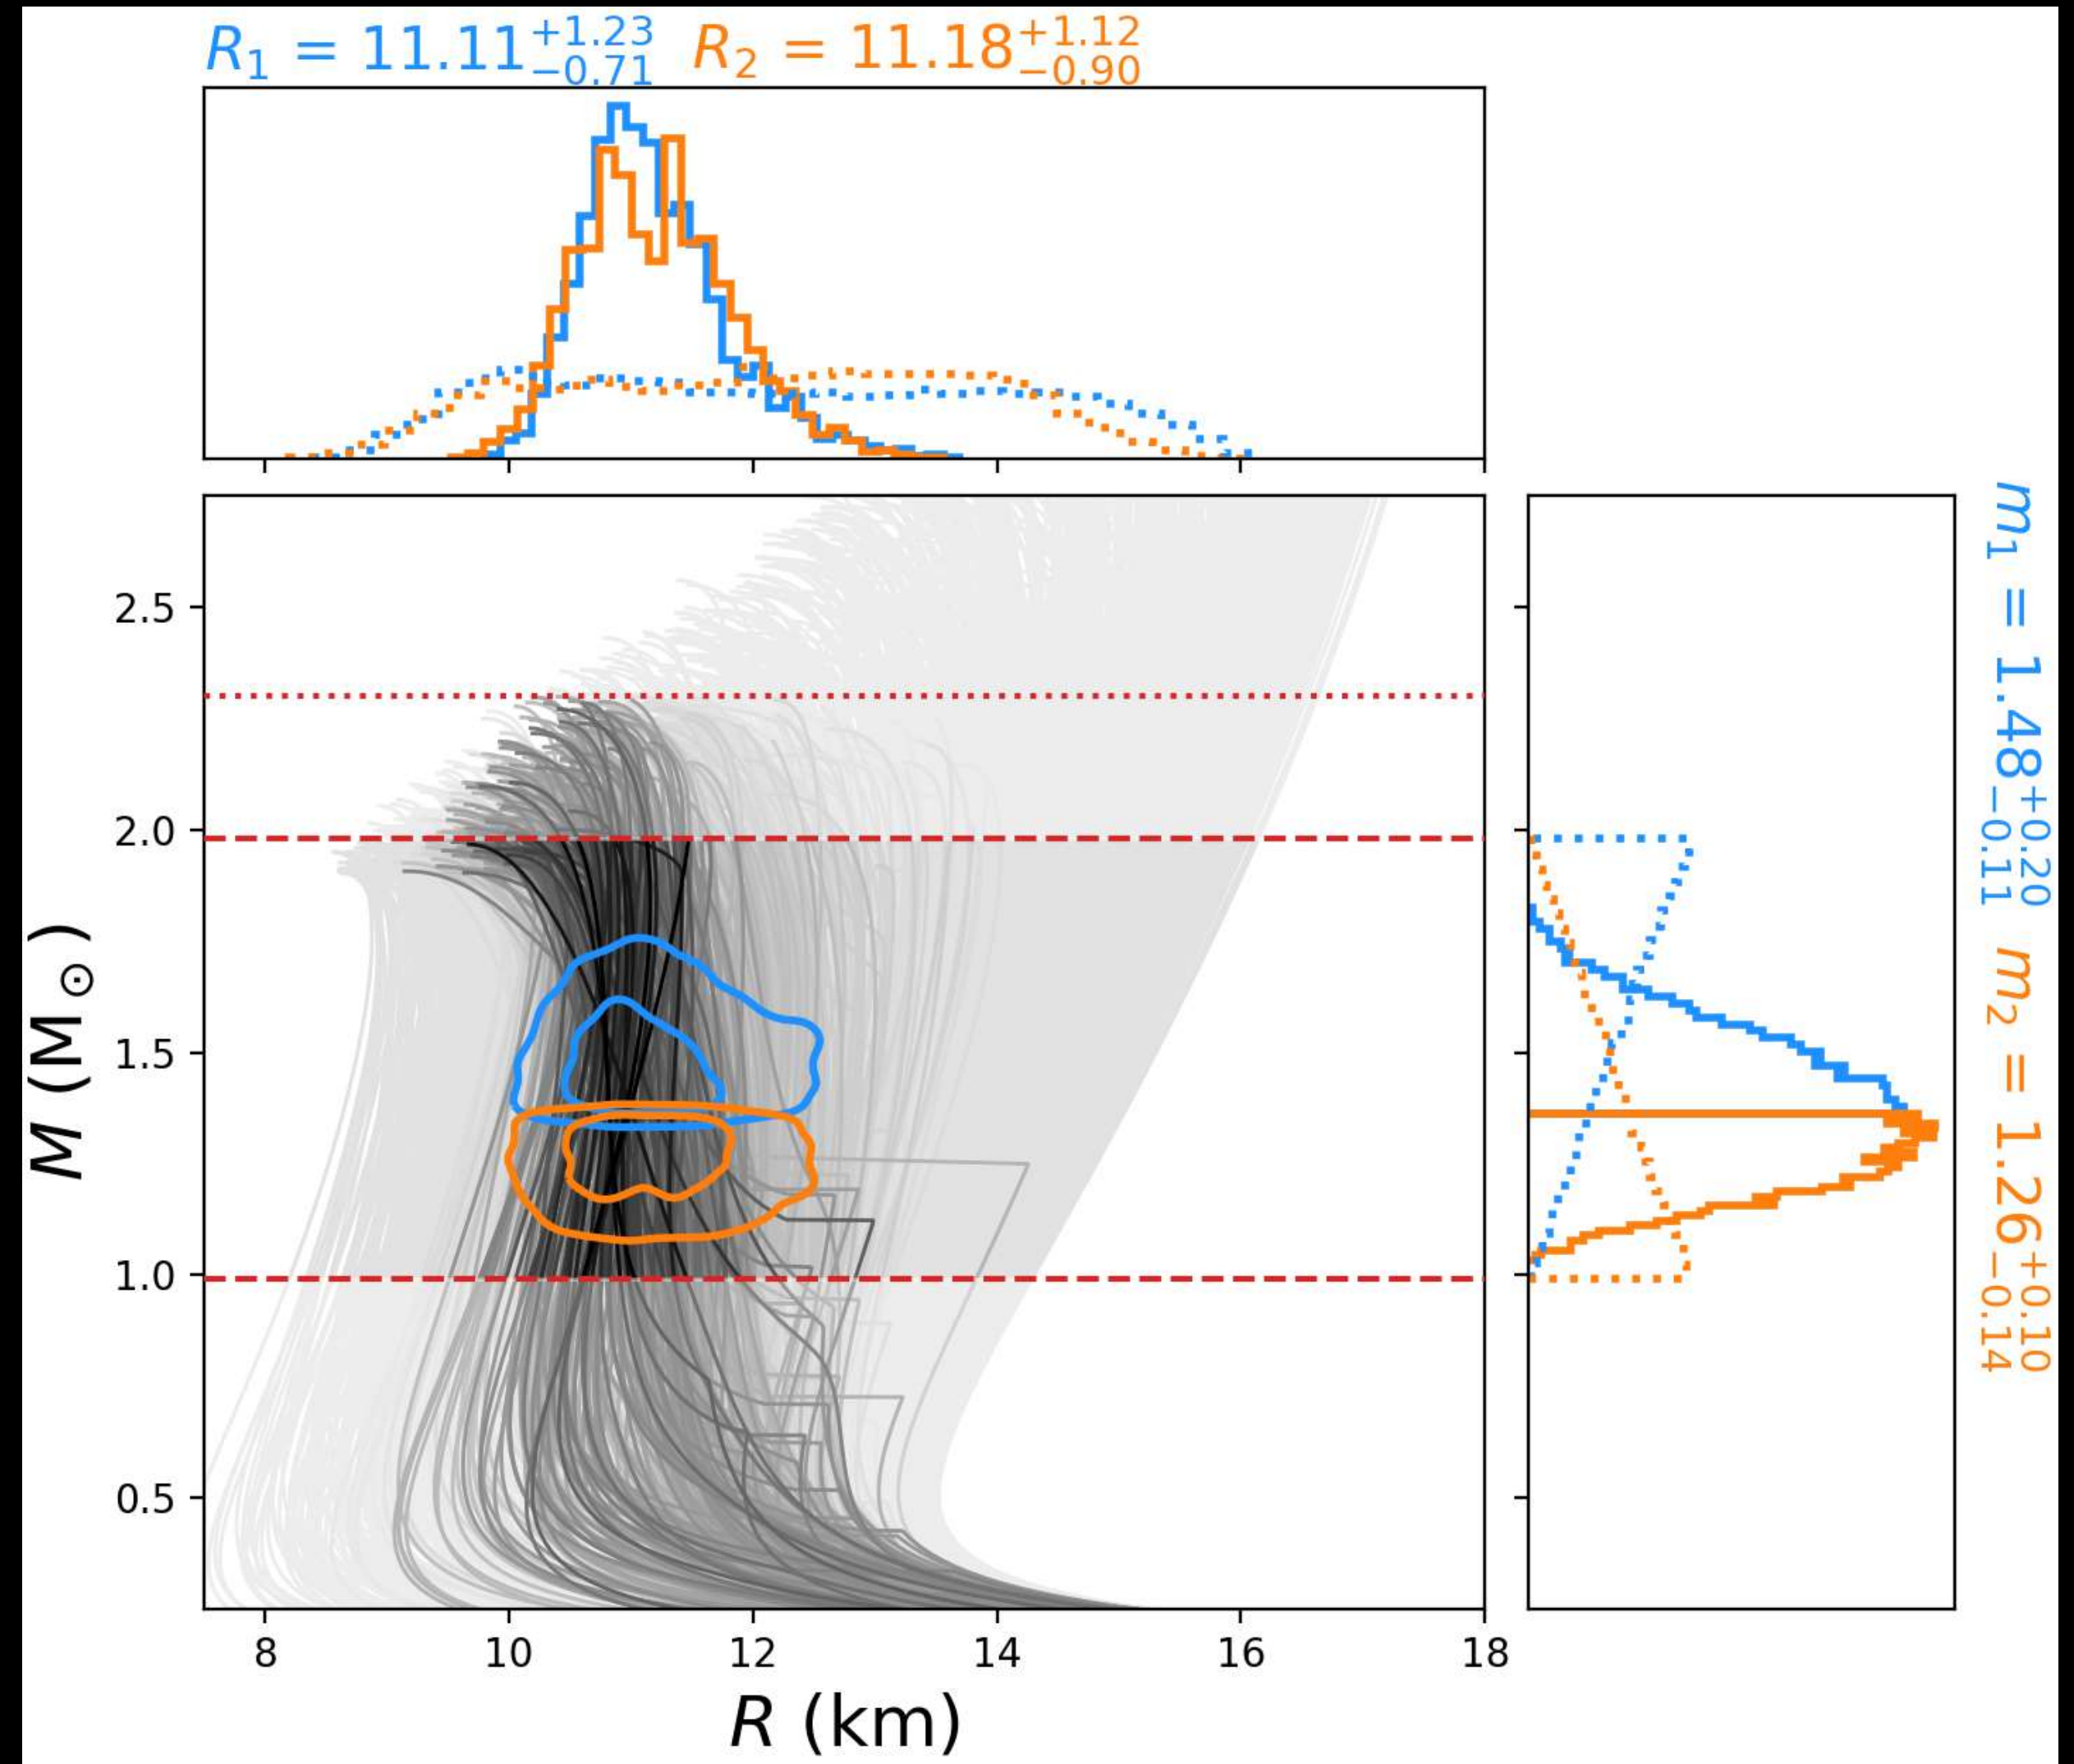 R₁ = 11.11⁺¹·²³₋₀.₇₁ R₂ = 11.18⁺¹·¹²₋₀.₉₀
2.5
2.0
1.5
1.0
0.5
M (M⊙)
8 10 12 14 16 18
R (km)
m₁ = 1.48⁺⁰·²⁰₋₀.₁₁ m₂ = 1.26⁺⁰·¹⁰₋₀.₁₄